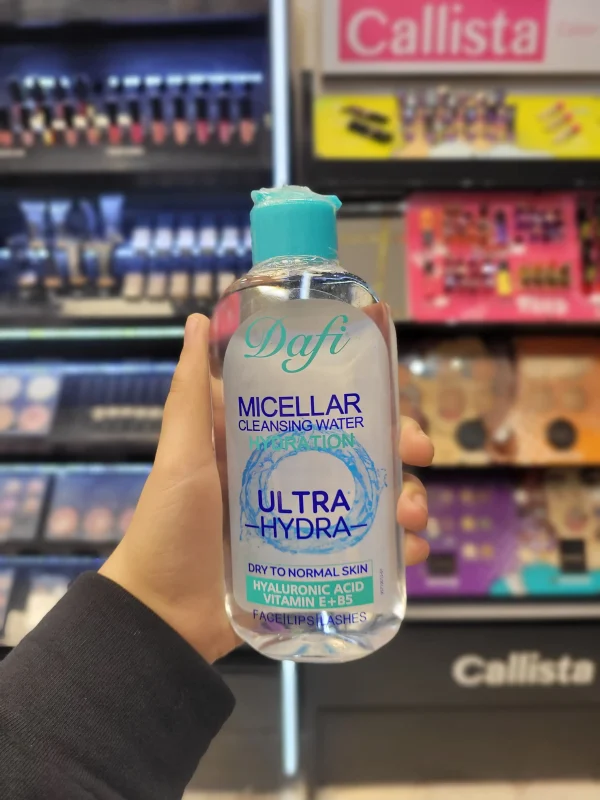 Callista
Dafi
MICELLAR
CLEANSING WATER
HYDRATION
ULTRA
—HYDRA—
DRY TO NORMAL SKIN
HYALURONIC ACID
VITAMIN E+B5
FACE|LIPS|LASHES
Callista